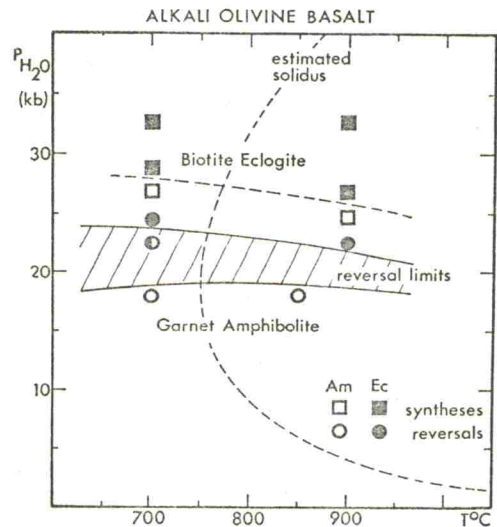 ALKALI OLIVINE BASALT
PH2O
(kb)
estimated
solidus
30
Biotite Eclogite
20
reversal limits
Garnet Amphibolite
10
Am Ec
syntheses
reversals
700 800 900 T°C